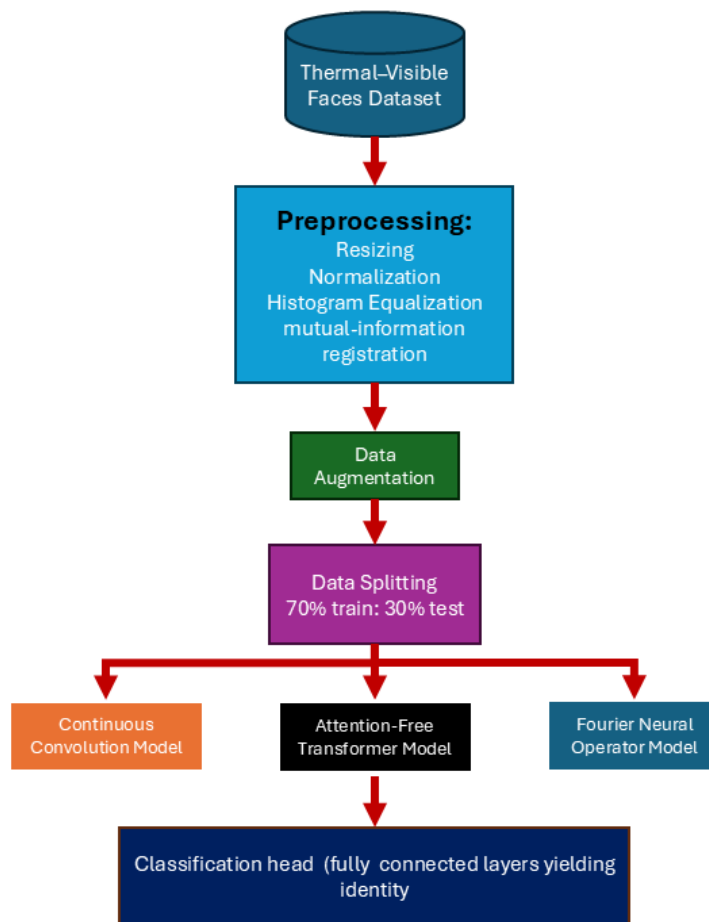 Thermal–Visible
Faces Dataset
Preprocessing:
Resizing
Normalization
Histogram Equalization
mutual-information
registration
Data
Augmentation
Data Splitting
70% train: 30% test
Continuous
Convolution Model
Attention-Free
Transformer Model
Fourier Neural
Operator Model
Classification head (fully connected layers yielding
identity